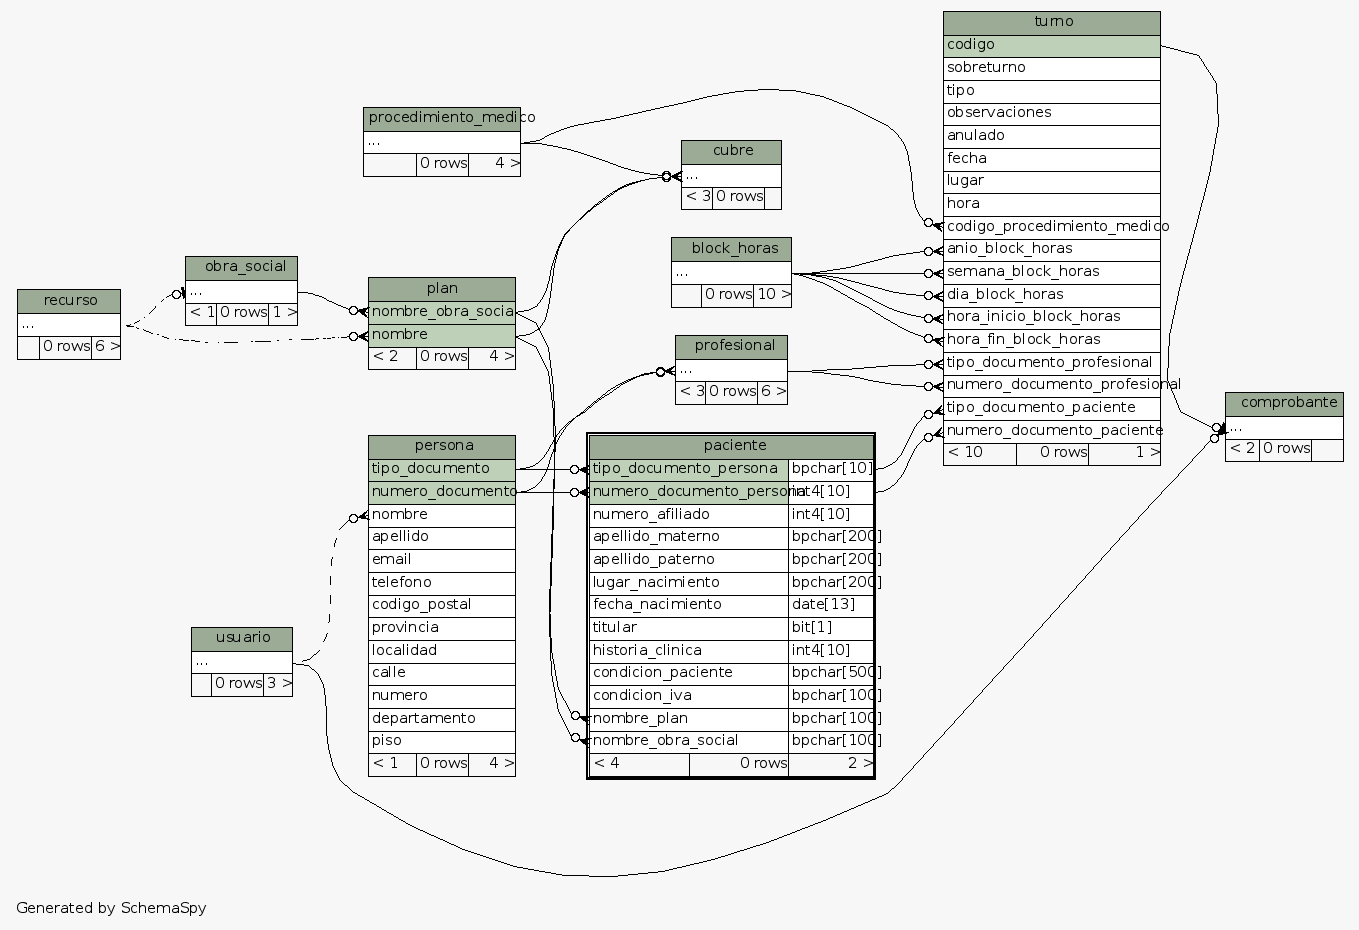 turno
codigo
sobreturno
tipo
observaciones
anulado
fecha
lugar
hora
codigo_procedimiento_medico
anio_block_horas
semana_block_horas
dia_block_horas
hora_inicio_block_horas
hora_fin_block_horas
tipo_documento_profesional
numero_documento_profesional
tipo_documento_paciente
numero_documento_paciente
< 10 0 rows 1 >
procedimiento_medico
...
0 rows 4 >
cubre
...
< 3 0 rows
block_horas
...
0 rows 10 >
obra_social
...
< 1 0 rows 1 >
recurso
...
0 rows 6 >
plan
nombre_obra_social
nombre
< 2 0 rows 4 >
profesional
...
< 3 0 rows 6 >
comprobante
...
< 2 0 rows
persona
tipo_documento
numero_documento
nombre
apellido
email
telefono
codigo_postal
provincia
localidad
calle
numero
departamento
piso
< 1 0 rows 4 >
paciente
tipo_documento_persona bpchar[10]
numero_documento_persona int4[10]
numero_afiliado int4[10]
apellido_materno bpchar[200]
apellido_paterno bpchar[200]
lugar_nacimiento bpchar[200]
fecha_nacimiento date[13]
titular bit[1]
historia_clinica int4[10]
condicion_paciente bpchar[500]
condicion_iva bpchar[100]
nombre_plan bpchar[100]
nombre_obra_social bpchar[100]
< 4 0 rows 2 >
usuario
...
0 rows 3 >
Generated by SchemaSpy